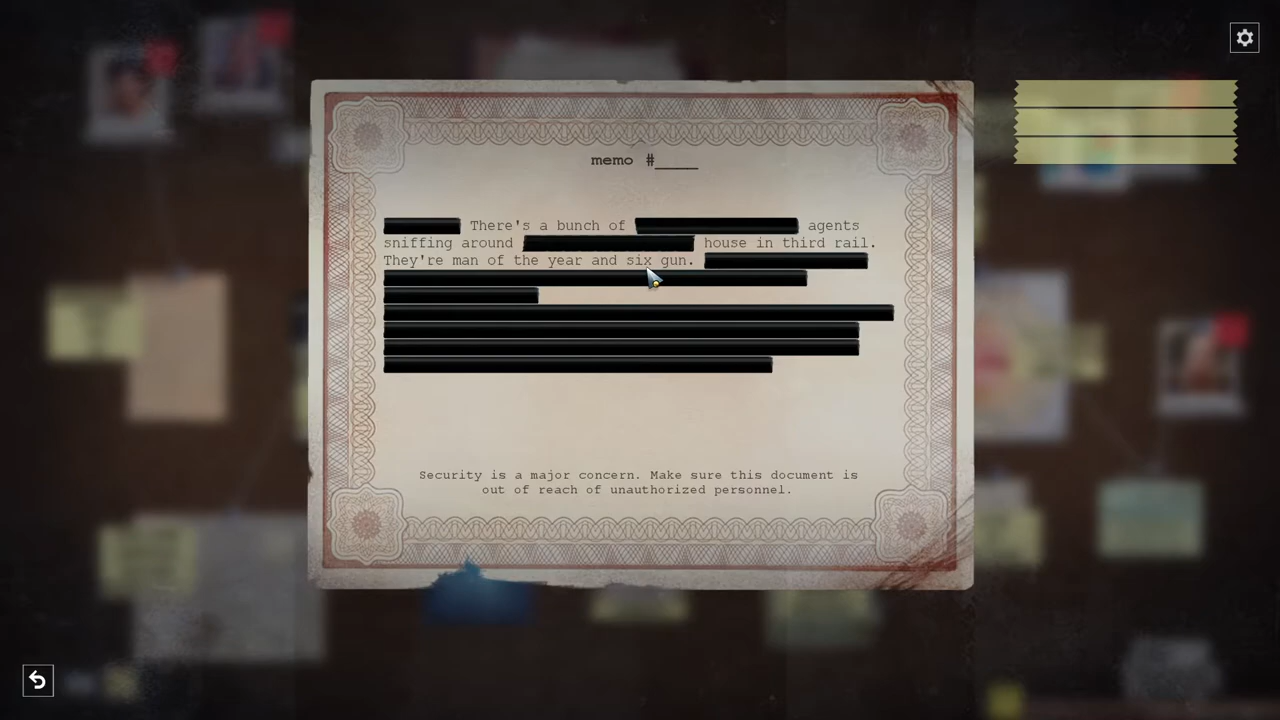 memo #____
There's a bunch of agents
sniffing around house in third rail.
They're man of the year and six gun.
Security is a major concern. Make sure this document is
out of reach of unauthorized personnel.